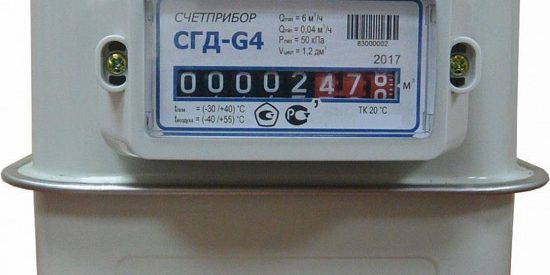 СЧЕТПРИБОР
СГД-G4
Qmax = 6 м³/ч
Qmin = 0,04 м³/ч
Pmax = 50 кПа
Vцикл = 1,2 дм³
83000002
2017
00002,478 м³
tгаза = (-30 /+40) °C
tвоздуха = (-40 /+55) °C
ТК 20°C